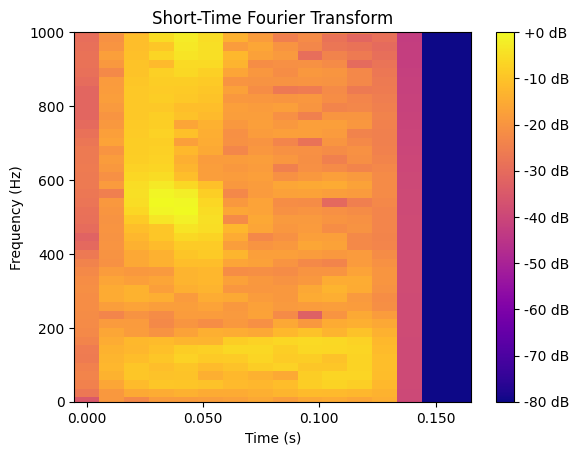 Short-Time Fourier Transform
1000
800
600
400
200
0
Frequency (Hz)
0.000
0.050
0.100
0.150
Time (s)
+0 dB
-10 dB
-20 dB
-30 dB
-40 dB
-50 dB
-60 dB
-70 dB
-80 dB